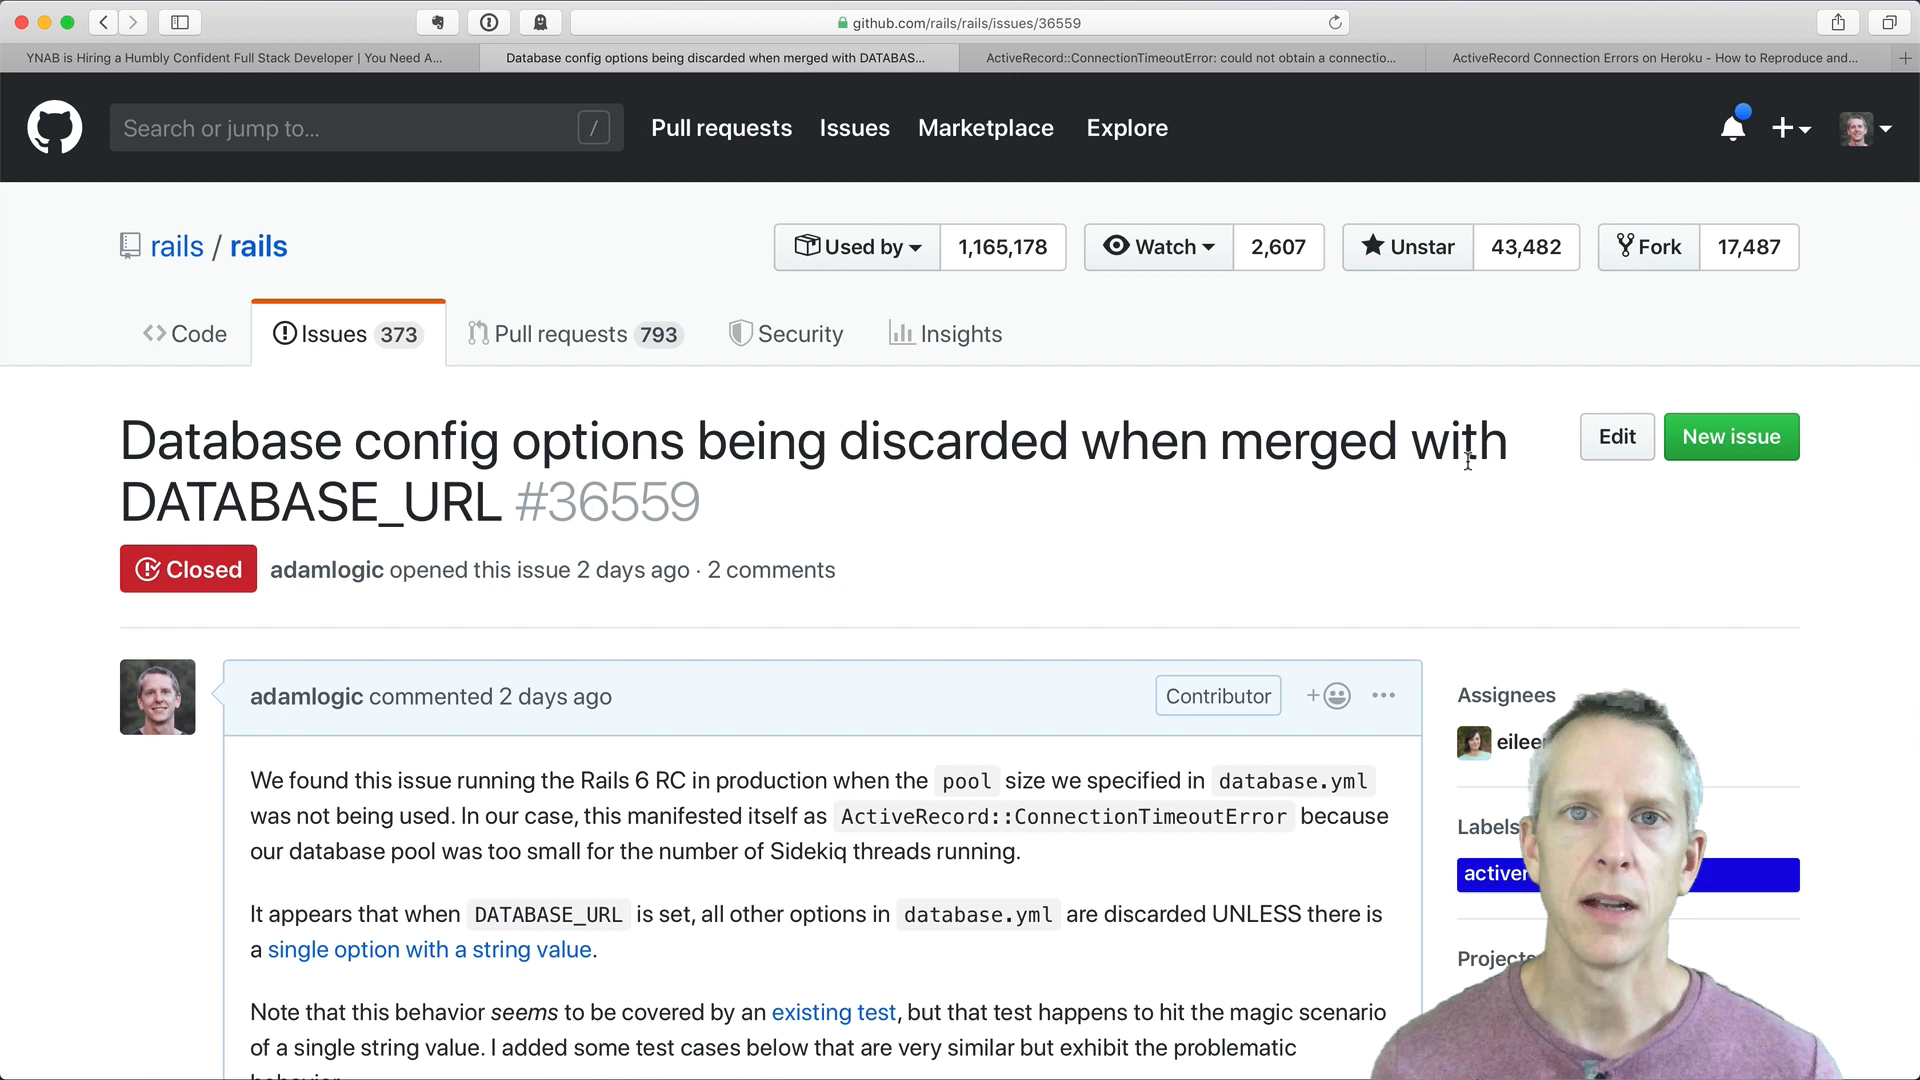 github.com/rails/rails/issues/36559
YNAB is Hiring a Humbly Confident Full Stack Developer | You Need A...
Database config options being discarded when merged with DATABAS...
ActiveRecord::ConnectionTimeoutError: could not obtain a connectio...
ActiveRecord Connection Errors on Heroku - How to Reproduce and...
Search or jump to...
/
Pull requests
Issues
Marketplace
Explore
rails / rails
Used by
1,165,178
Watch
2,607
Unstar
43,482
Fork
17,487
Code
Issues 373
Pull requests 793
Security
Insights
Database config options being discarded when merged with
DATABASE_URL #36559
Edit
New issue
Closed
adamlogic opened this issue 2 days ago · 2 comments
adamlogic commented 2 days ago
Contributor
We found this issue running the Rails 6 RC in production when the pool size we specified in database.yml
was not being used. In our case, this manifested itself as ActiveRecord::ConnectionTimeoutError because
our database pool was too small for the number of Sidekiq threads running.
It appears that when DATABASE_URL is set, all other options in database.yml are discarded UNLESS there is
a single option with a string value.
Note that this behavior seems to be covered by an existing test, but that test happens to hit the magic scenario
of a single string value. I added some test cases below that are very similar but exhibit the problematic
Assignees
Labels
Projects